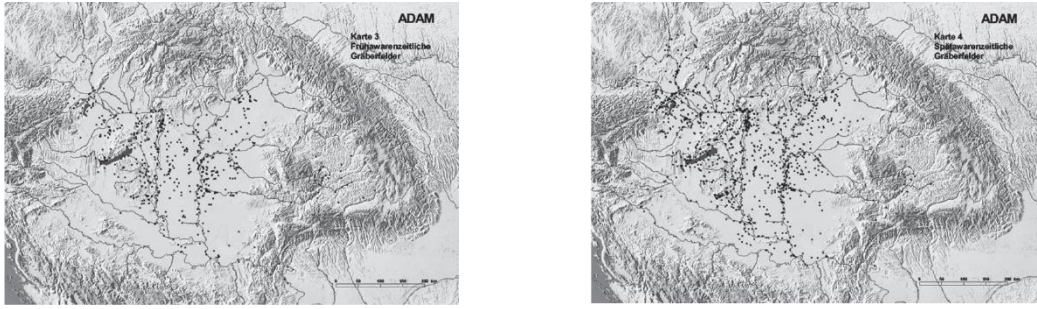 ADAM
Karte 3
Frühawarenzeitliche
Gräberfelder
ADAM
Karte 4
Spätawarenzeitliche
Gräberfelder